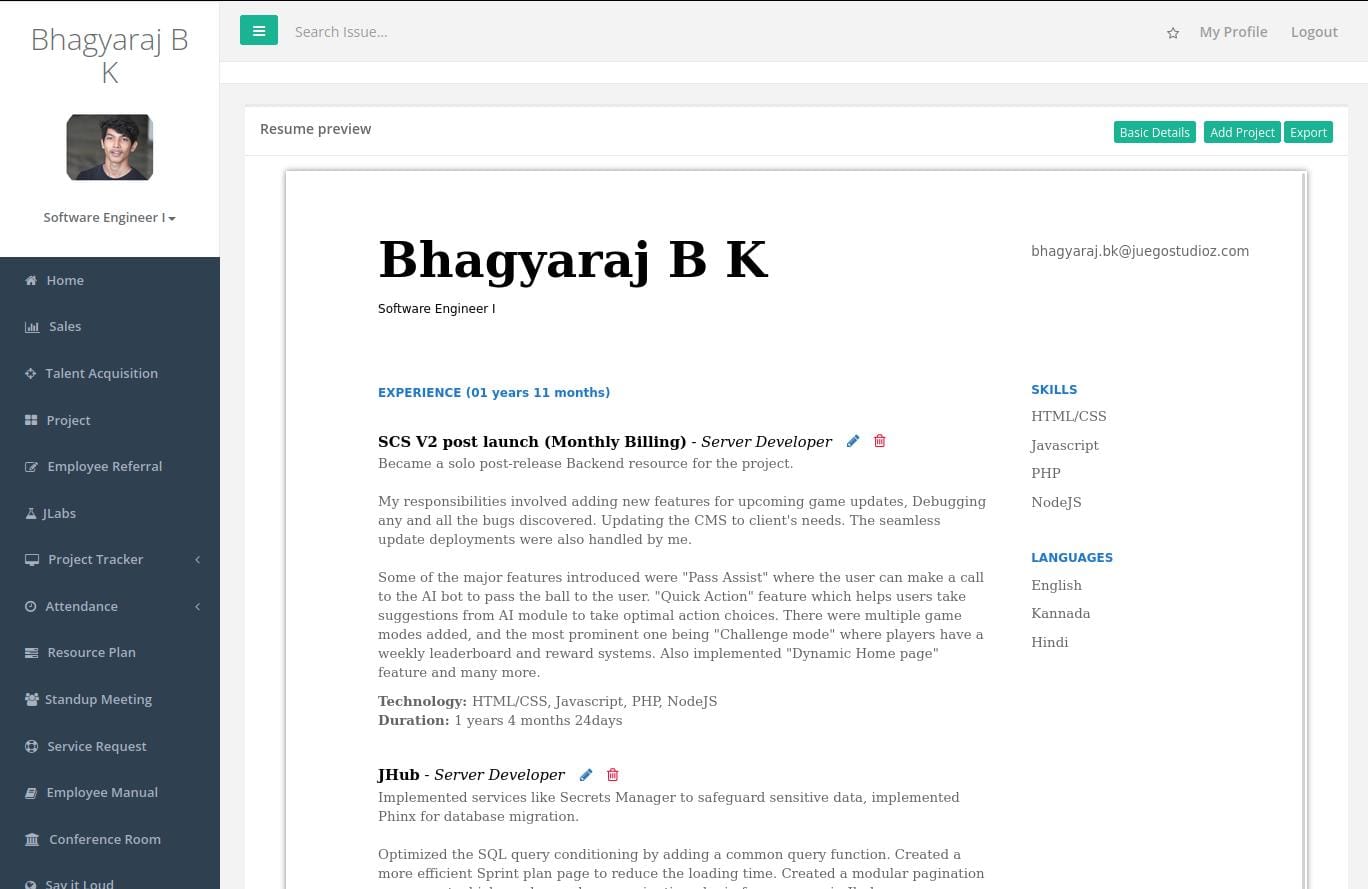 Bhagyaraj B
K
Software Engineer I
Home
Sales
Talent Acquisition
Project
Employee Referral
JLabs
Project Tracker
Attendance
Resource Plan
Standup Meeting
Service Request
Employee Manual
Conference Room
Say it Loud
Search Issue...
My Profile
Logout
Resume preview
Basic Details
Add Project
Export
Bhagyaraj B K
Software Engineer I
bhagyaraj.bk@juegostudioz.com
EXPERIENCE (01 years 11 months)
SCS V2 post launch (Monthly Billing) - Server Developer
Became a solo post-release Backend resource for the project.
My responsibilities involved adding new features for upcoming game updates, Debugging
any and all the bugs discovered. Updating the CMS to client's needs. The seamless
update deployments were also handled by me.
Some of the major features introduced were "Pass Assist" where the user can make a call
to the AI bot to pass the ball to the user. "Quick Action" feature which helps users take
suggestions from AI module to take optimal action choices. There were multiple game
modes added, and the most prominent one being "Challenge mode" where players have a
weekly leaderboard and reward systems. Also implemented "Dynamic Home page"
feature and many more.
Technology: HTML/CSS, Javascript, PHP, NodeJS
Duration: 1 years 4 months 24days
JHub - Server Developer
Implemented services like Secrets Manager to safeguard sensitive data, implemented
Phinx for database migration.
Optimized the SQL query conditioning by adding a common query function. Created a
more efficient Sprint plan page to reduce the loading time. Created a modular pagination
SKILLS
HTML/CSS
Javascript
PHP
NodeJS
LANGUAGES
English
Kannada
Hindi